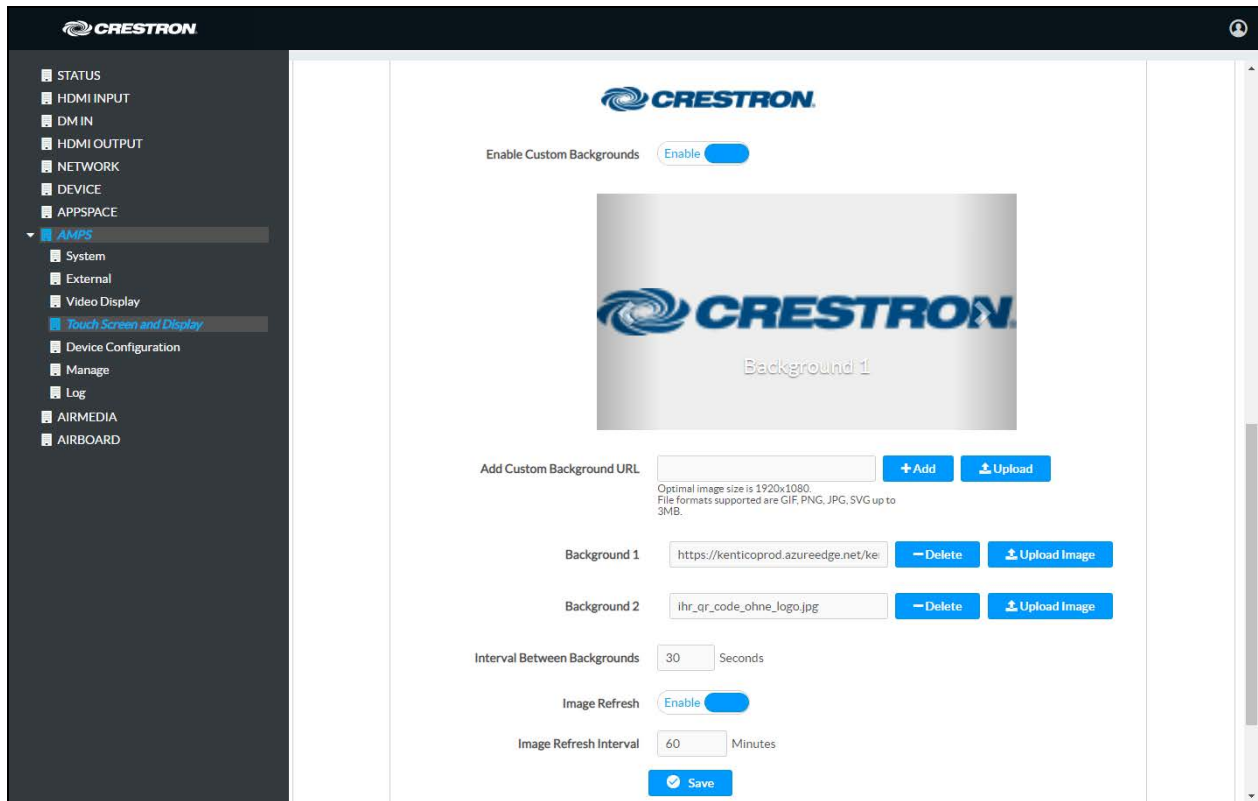 CRESTRON
STATUS
HDMI INPUT
DM IN
HDMI OUTPUT
NETWORK
DEVICE
APPSPACE
AMPS
System
External
Video Display
Touch Screen and Display
Device Configuration
Manage
Log
AIRMEDIA
AIRBOARD
CRESTRON
Enable Custom Backgrounds Enable
CRESTRON
Background 1
Add Custom Background URL Add Upload
Optimal image size is 1920x1080.
File formats supported are GIF, PNG, JPG, SVG up to
3MB.
Background 1 https://kenticoprod.azureedge.net/ke Delete Upload Image
Background 2 ihr_qr_code_ohne_logo.jpg Delete Upload Image
Interval Between Backgrounds 30 Seconds
Image Refresh Enable
Image Refresh Interval 60 Minutes
Save